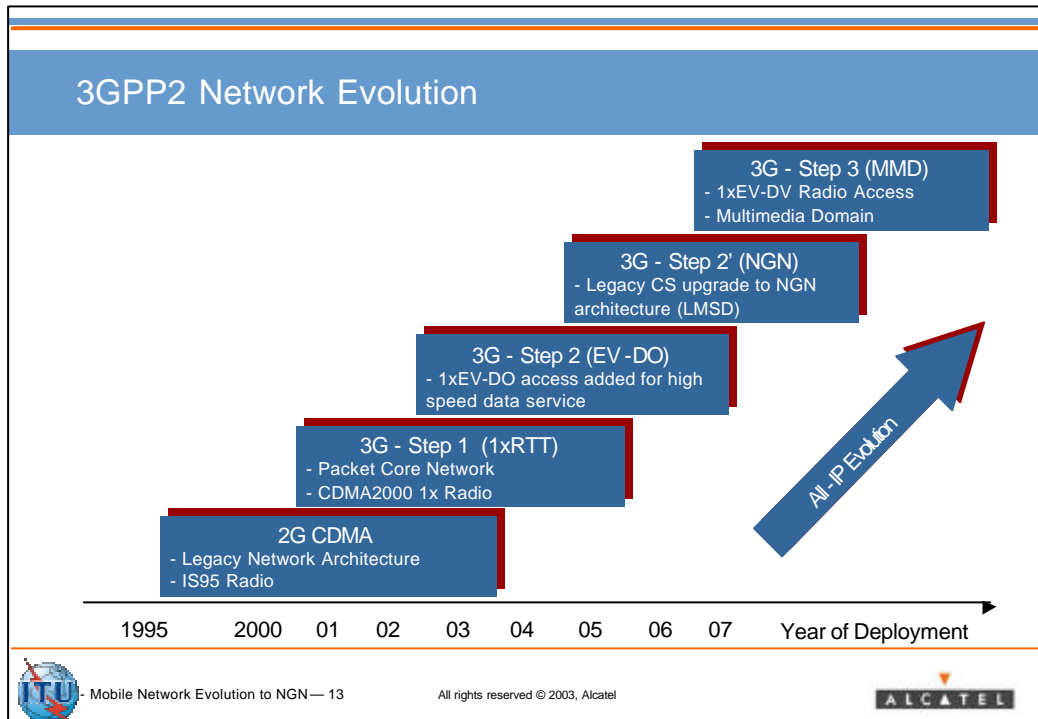 3GPP2 Network Evolution
3G - Step 3 (MMD)
- 1xEV-DV Radio Access
- Multimedia Domain
3G - Step 2’ (NGN)
- Legacy CS upgrade to NGN
architecture (LMSD)
3G - Step 2 (EV-DO)
- 1xEV-DO access added for high
speed data service
3G - Step 1 (1xRTT)
- Packet Core Network
- CDMA2000 1x Radio
2G CDMA
- Legacy Network Architecture
- IS95 Radio
All-IP Evolution
1995 2000 01 02 03 04 05 06 07 Year of Deployment
ITU - Mobile Network Evolution to NGN — 13 All rights reserved © 2003, Alcatel ALCATEL